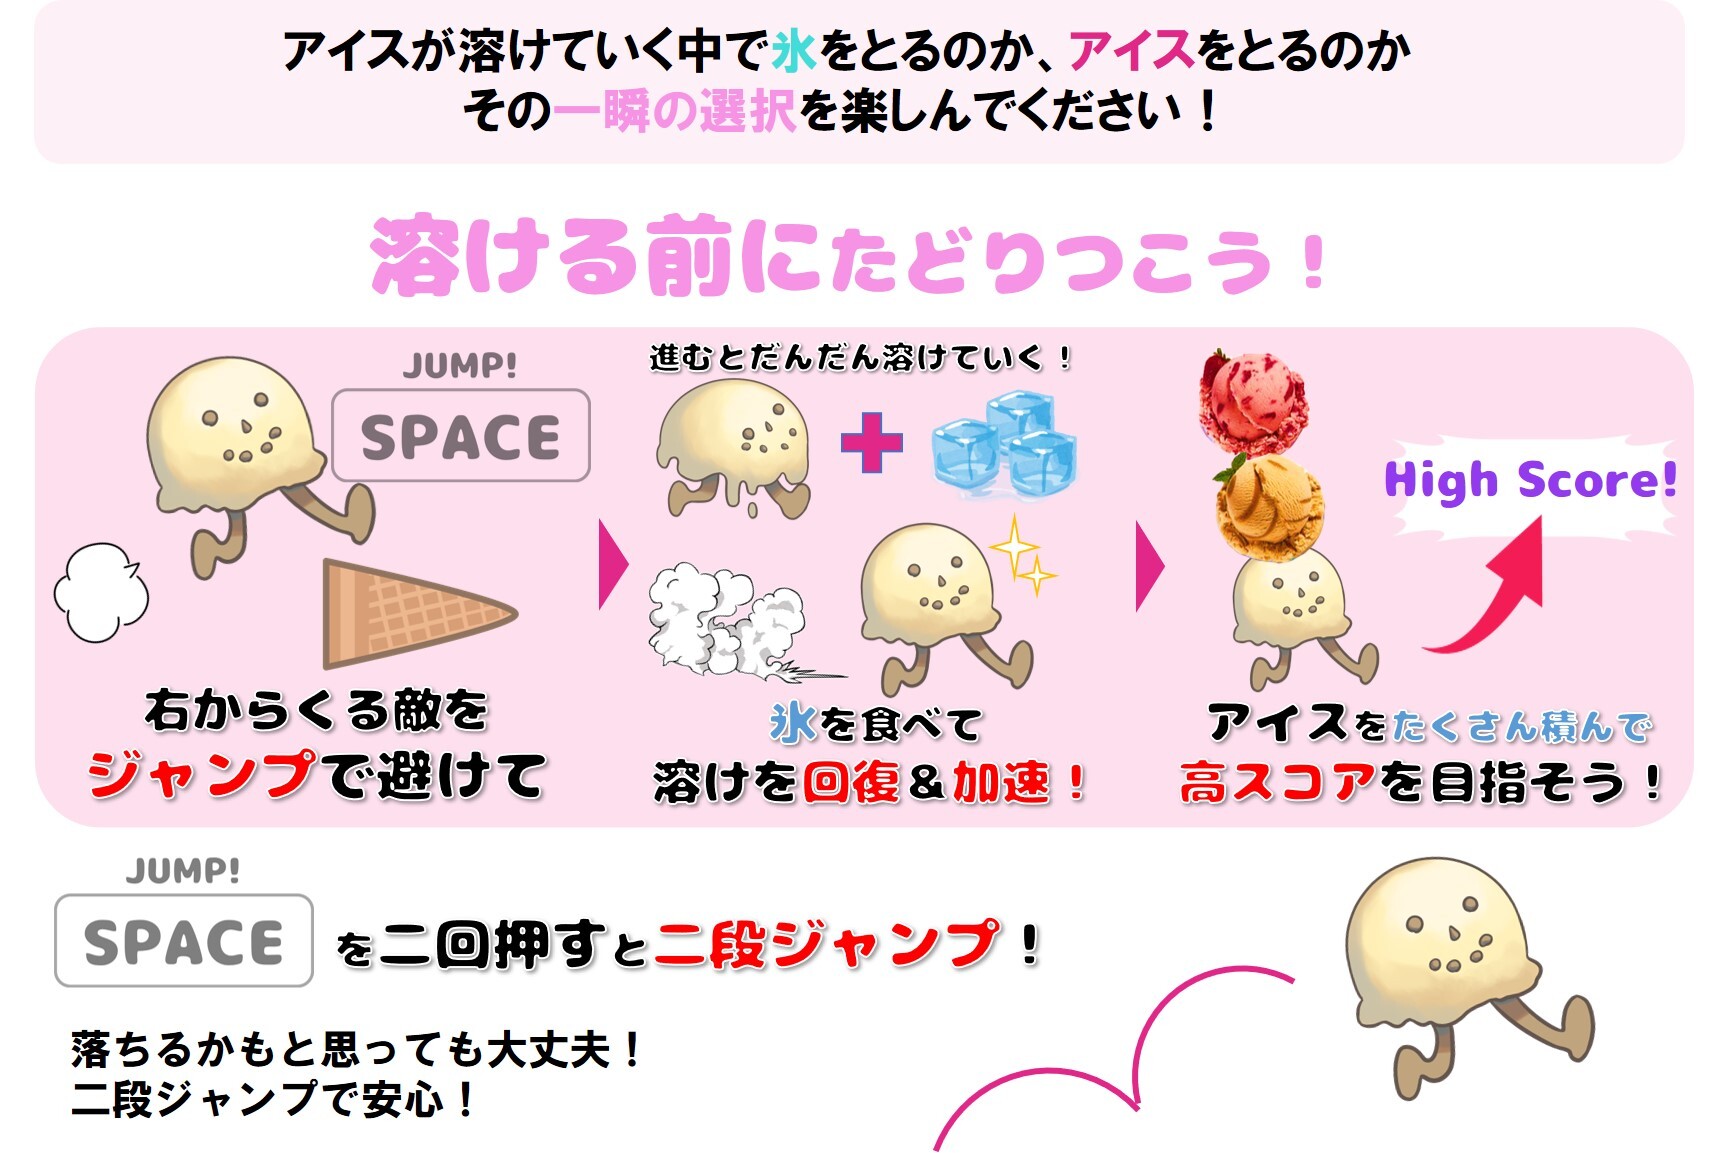 アイスが溶けていく中で氷をとるのか、アイスをとるのか
その一瞬の選択を楽しんでください！
溶ける前にたどりつこう！
JUMP!
SPACE
右からくる敵を
ジャンプで避けて
進むとだんだん溶けていく！
氷を食べて
溶けを回復＆加速！
High Score!
アイスをたくさん積んで
高スコアを目指そう！
JUMP!
SPACE を二回押すと二段ジャンプ！
落ちるかもと思っても大丈夫！
二段ジャンプで安心！